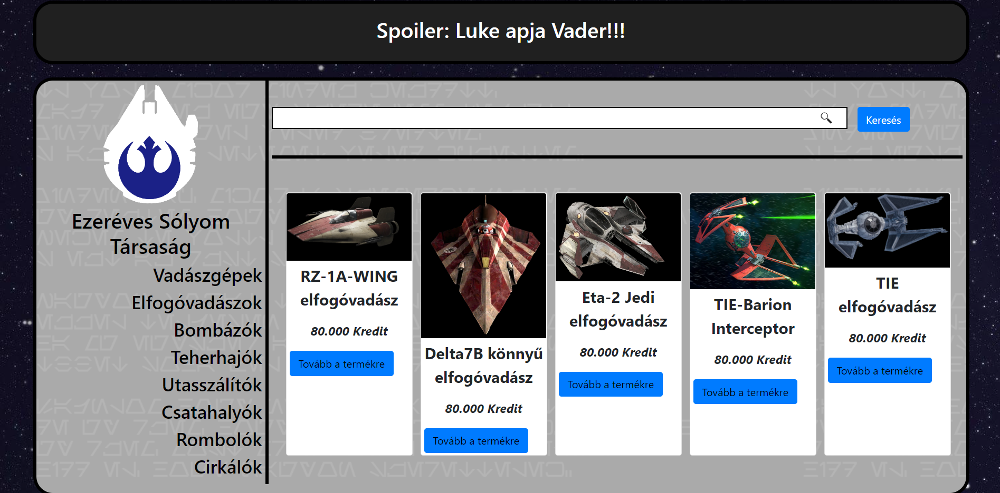 Spoiler: Luke apja Vader!!!
Keresés
Ezeréves Sólyom
Társaság
Vadászgépek
Elfogóvadászok
Bombázók
Teherhajók
Utasszálítók
Csatahalyók
Rombolók
Cirkálók
RZ-1A-WING
elfogóvadász
80.000 Kredit
Tovább a termékre
Delta7B könnyű
elfogóvadász
80.000 Kredit
Tovább a termékre
Eta-2 Jedi
elfogóvadász
80.000 Kredit
Tovább a termékre
TIE-Barion
Interceptor
80.000 Kredit
Tovább a termékre
TIE
elfogóvadász
80.000 Kredit
Tovább a termékre